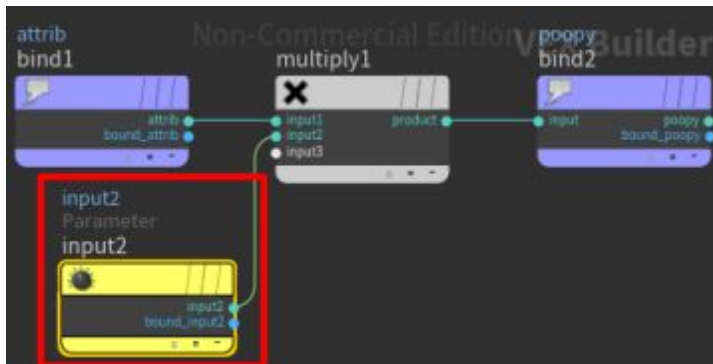 Non-Commercial Edition
VEX Builder
attrib
bind1
attrib
bound_attrib
multiply1
input1
input2
input3
product
poopy
bind2
input
poopy
bound_poopy
input2
Parameter
input2
input2
bound_input2